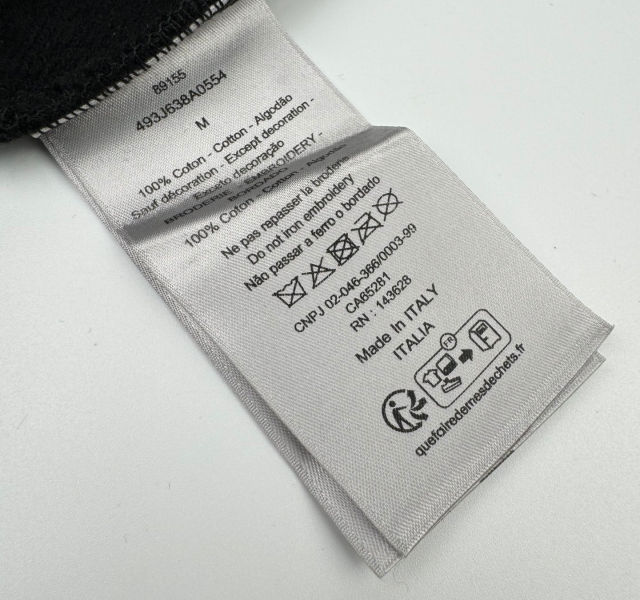 89155
493J638A0554
M
100% Coton - Cotton - Algodão
Sauf décoration - Except decoration -
Exceto decoração
BRODERIE - EMBROIDERY -
BORDADO
100% Coton - Cotton - Algodão
Ne pas repasser la broderie
Do not iron embroidery
Não passar a ferro o bordado
CNPJ 02-046-366/0003-99
CA65281
RN : 143628
Made In ITALY
ITALIA
FR
quefairedemesdechets.fr